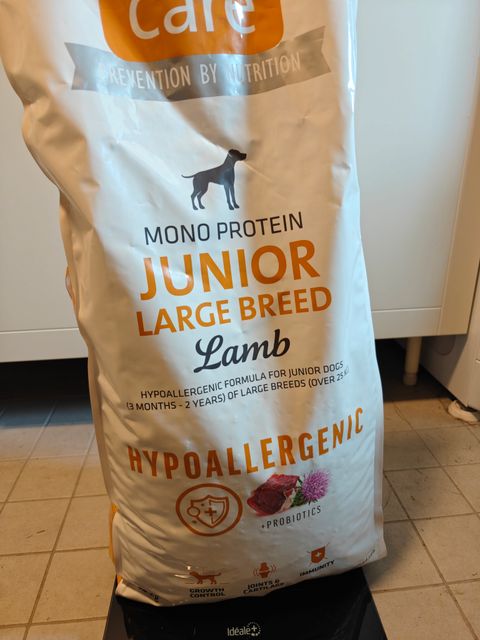 care
PREVENTION BY NUTRITION
MONO PROTEIN
JUNIOR
LARGE BREED
Lamb
HYPOALLERGENIC FORMULA FOR JUNIOR DOGS
(3 MONTHS - 2 YEARS) OF LARGE BREEDS (OVER 25
HYPOALLERGENIC
+PROBIOTICS
GROWTH CONTROL
JOINTS & CARTILAGE
IMMUNITY
Idéale